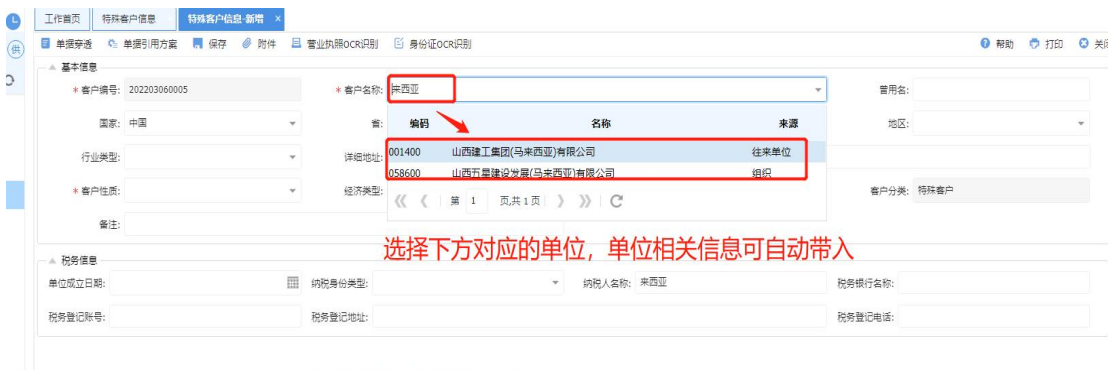 工作首页 特殊客户信息 特殊客户信息-新增 ×
单据穿透 单据引用方案 保存 附件 营业执照OCR识别 身份证OCR识别 帮助 打印 关闭
供
基本信息
* 客户编号: 202203060005 * 客户名称: 来西亚 曾用名:
国家: 中国 省: 编码 名称 来源 地区:
行业类型: 详细地址: 001400 山西建工集团(马来西亚)有限公司 往来单位
058600 山西五星建设发展(马来西亚)有限公司 组织
* 客户性质: 经济类型: 第 1 页,共 1 页 客户分类: 特殊客户
备注:
选择下方对应的单位，单位相关信息可自动带入
税务信息
单位成立日期: 纳税身份类型: 纳税人名称: 来西亚 税务银行名称:
税务登记账号: 税务登记地址: 税务登记电话: